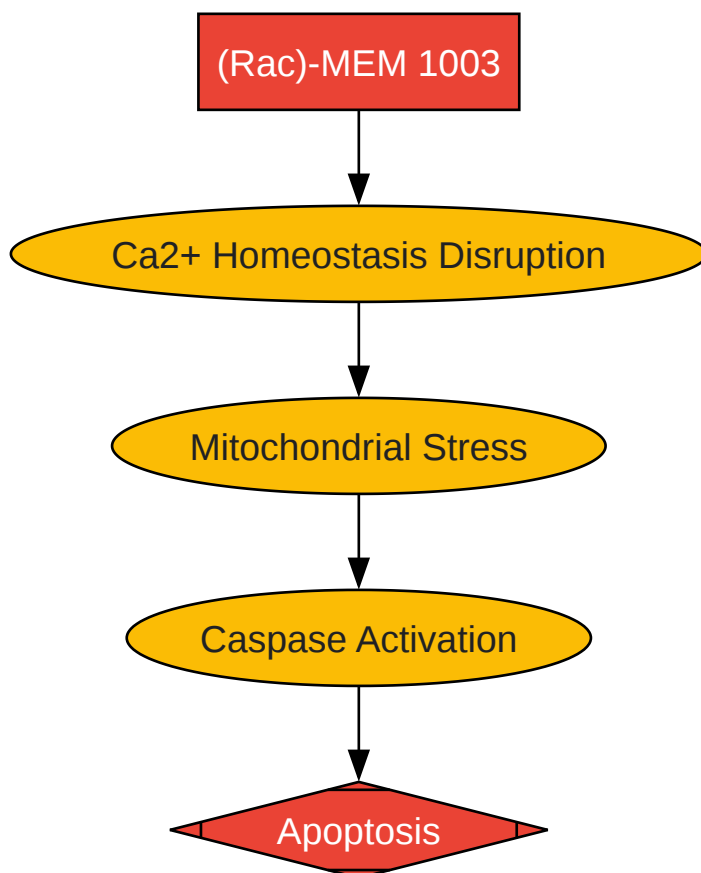 (Rac)-MEM 1003
Ca2+ Homeostasis Disruption
Mitochondrial Stress
Caspase Activation
Apoptosis